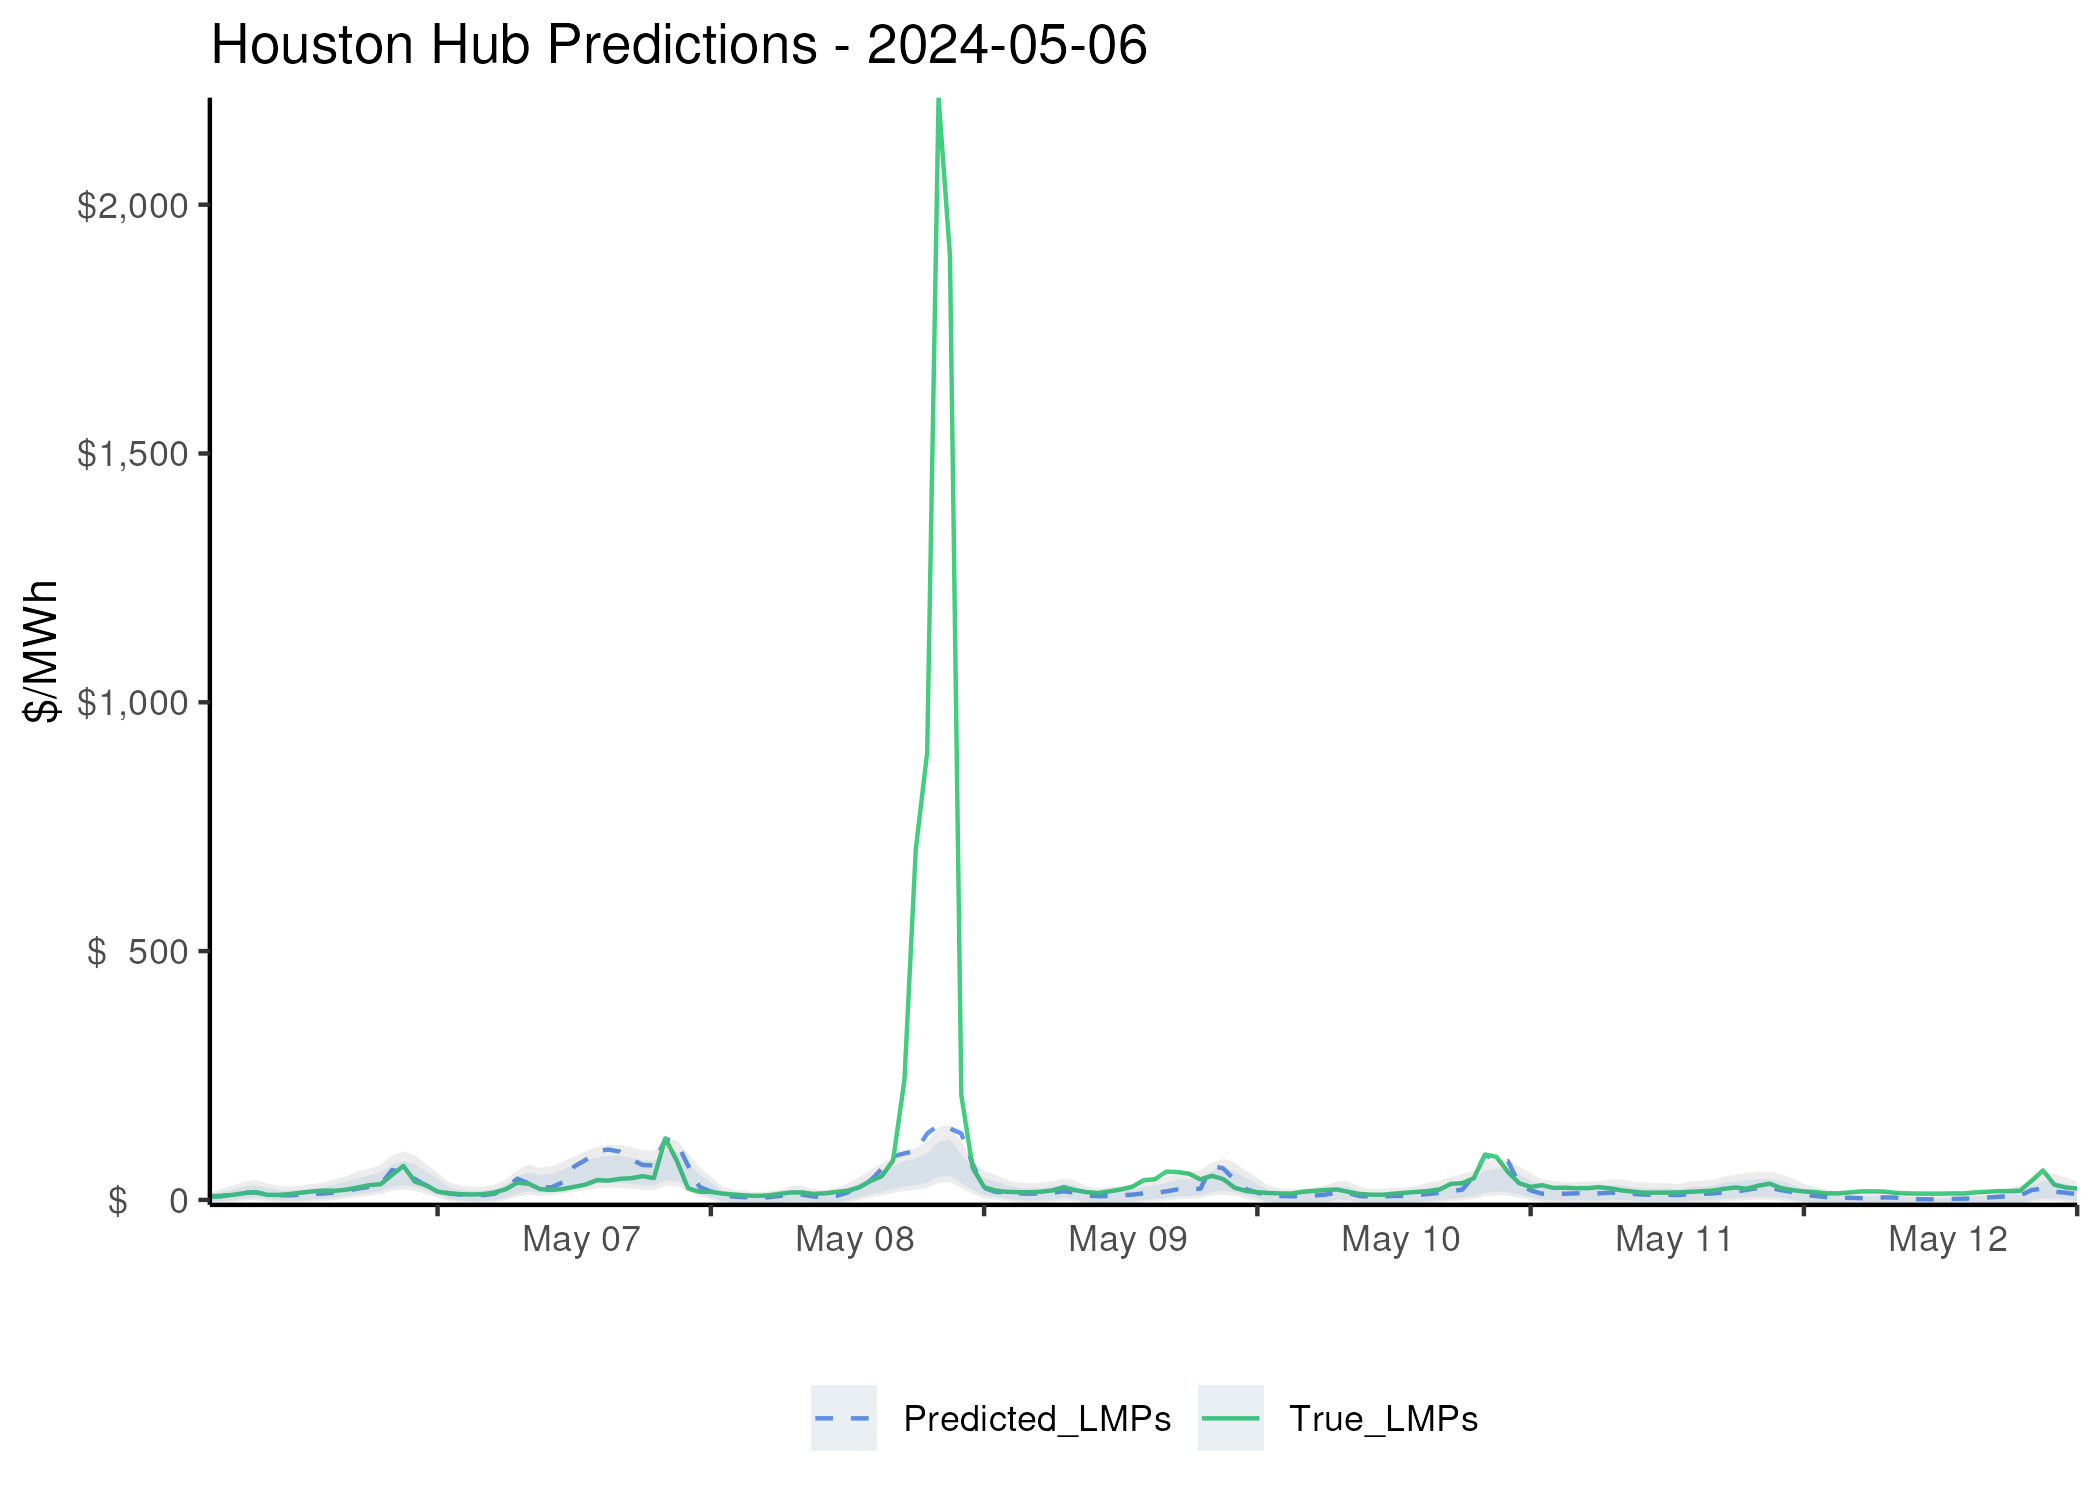 Houston Hub Predictions - 2024-05-06
$/MWh
$2,000
$1,500
$1,000
$  500
$    0
May 07
May 08
May 09
May 10
May 11
May 12
Predicted_LMPs
True_LMPs